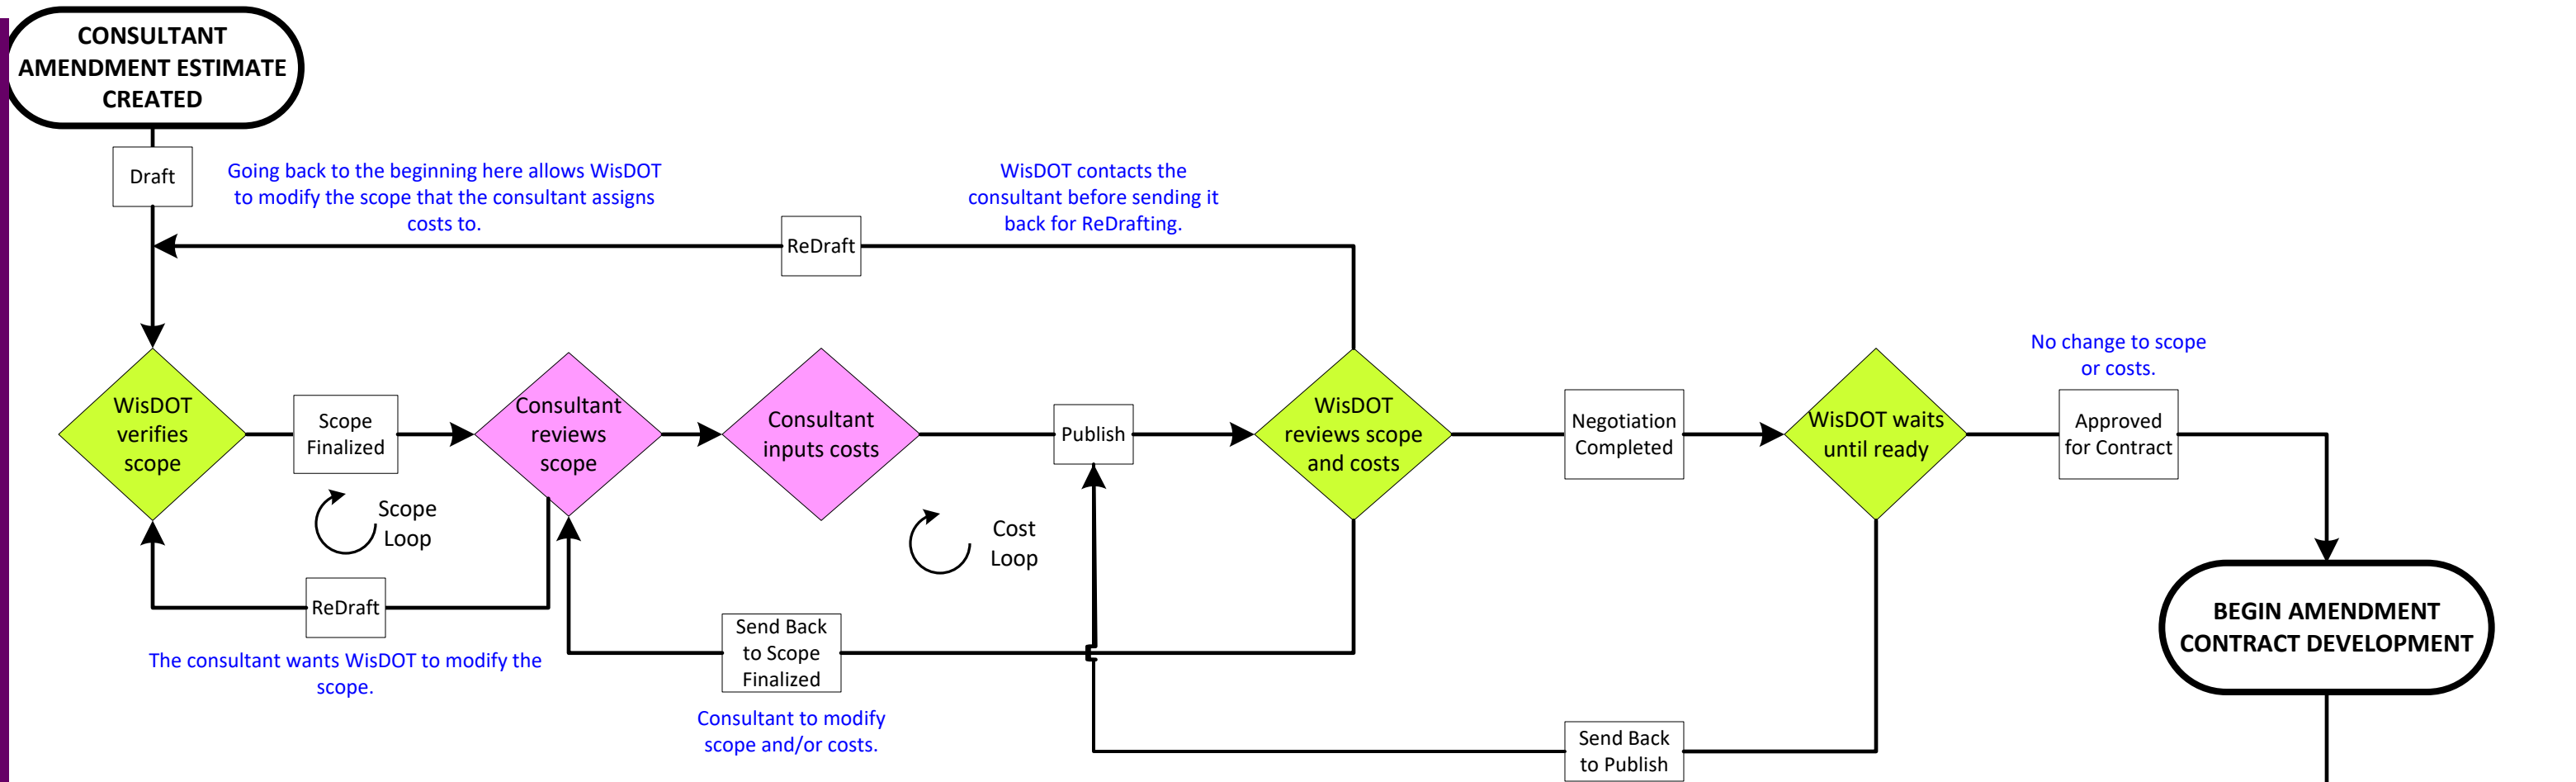 CONSULTANT
AMENDMENT ESTIMATE
CREATED
Draft
Going back to the beginning here allows WisDOT
to modify the scope that the consultant assigns
costs to.
WisDOT contacts the
consultant before sending it
back for ReDrafting.
ReDraft
No change to scope
or costs.
WisDOT
verifies
scope
Scope
Finalized
Consultant
reviews
scope
Consultant
inputs costs
Publish
WisDOT
reviews scope
and costs
Negotiation
Completed
WisDOT waits
until ready
Approved
for Contract
Scope
Loop
Cost
Loop
ReDraft
The consultant wants WisDOT to modify the
scope.
Send Back
to Scope
Finalized
Consultant to modify
scope and/or costs.
Send Back
to Publish
BEGIN AMENDMENT
CONTRACT DEVELOPMENT